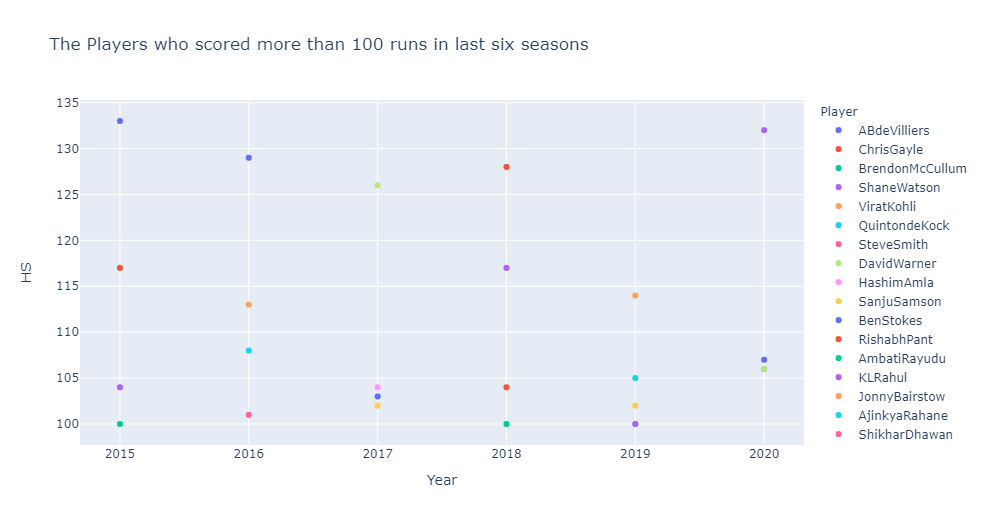 The Players who scored more than 100 runs in last six seasons
135
130
125
120
115
110
105
100
HS
2015 2016 2017 2018 2019 2020
Year
Player
ABdeVilliers
ChrisGayle
BrendonMcCullum
ShaneWatson
ViratKohli
QuintondeKock
SteveSmith
DavidWarner
HashimAmla
SanjuSamson
BenStokes
RishabhPant
AmbatiRayudu
KLRahul
JonnyBairstow
AjinkyaRahane
ShikharDhawan